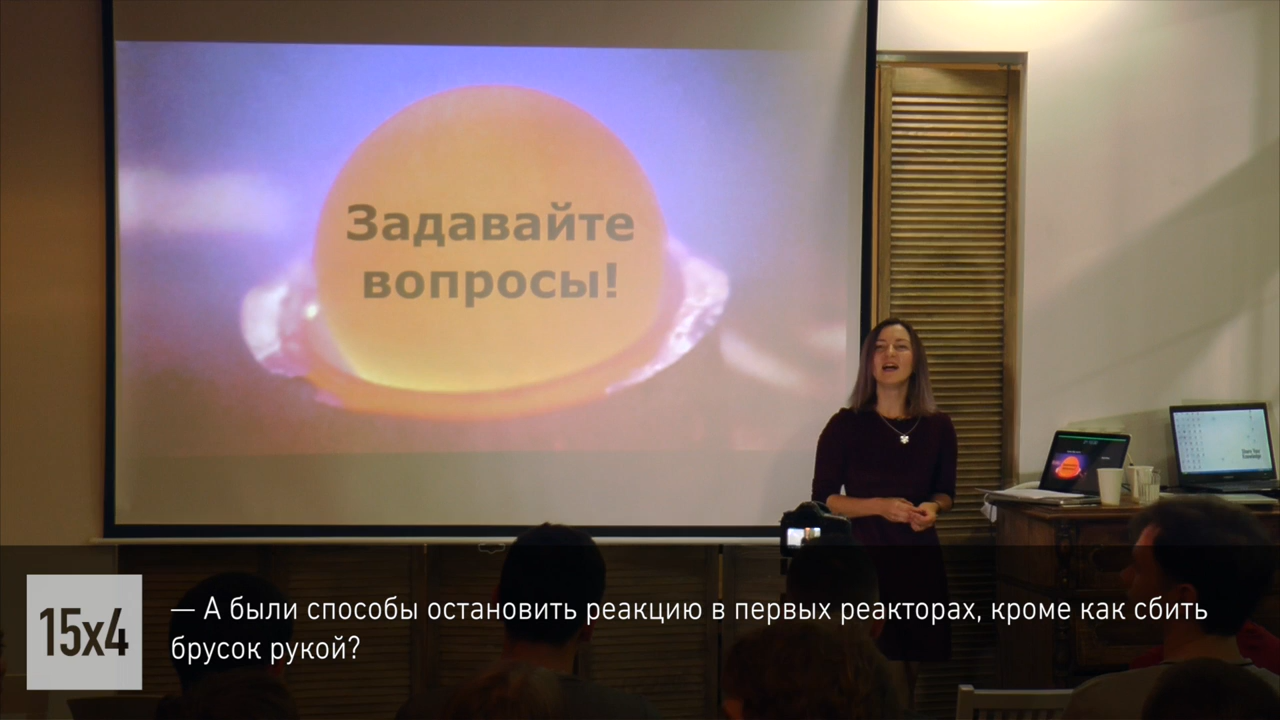 Задавайте
вопросы!
15x4
— А были способы остановить реакцию в первых реакторах, кроме как сбить
брусок рукой?